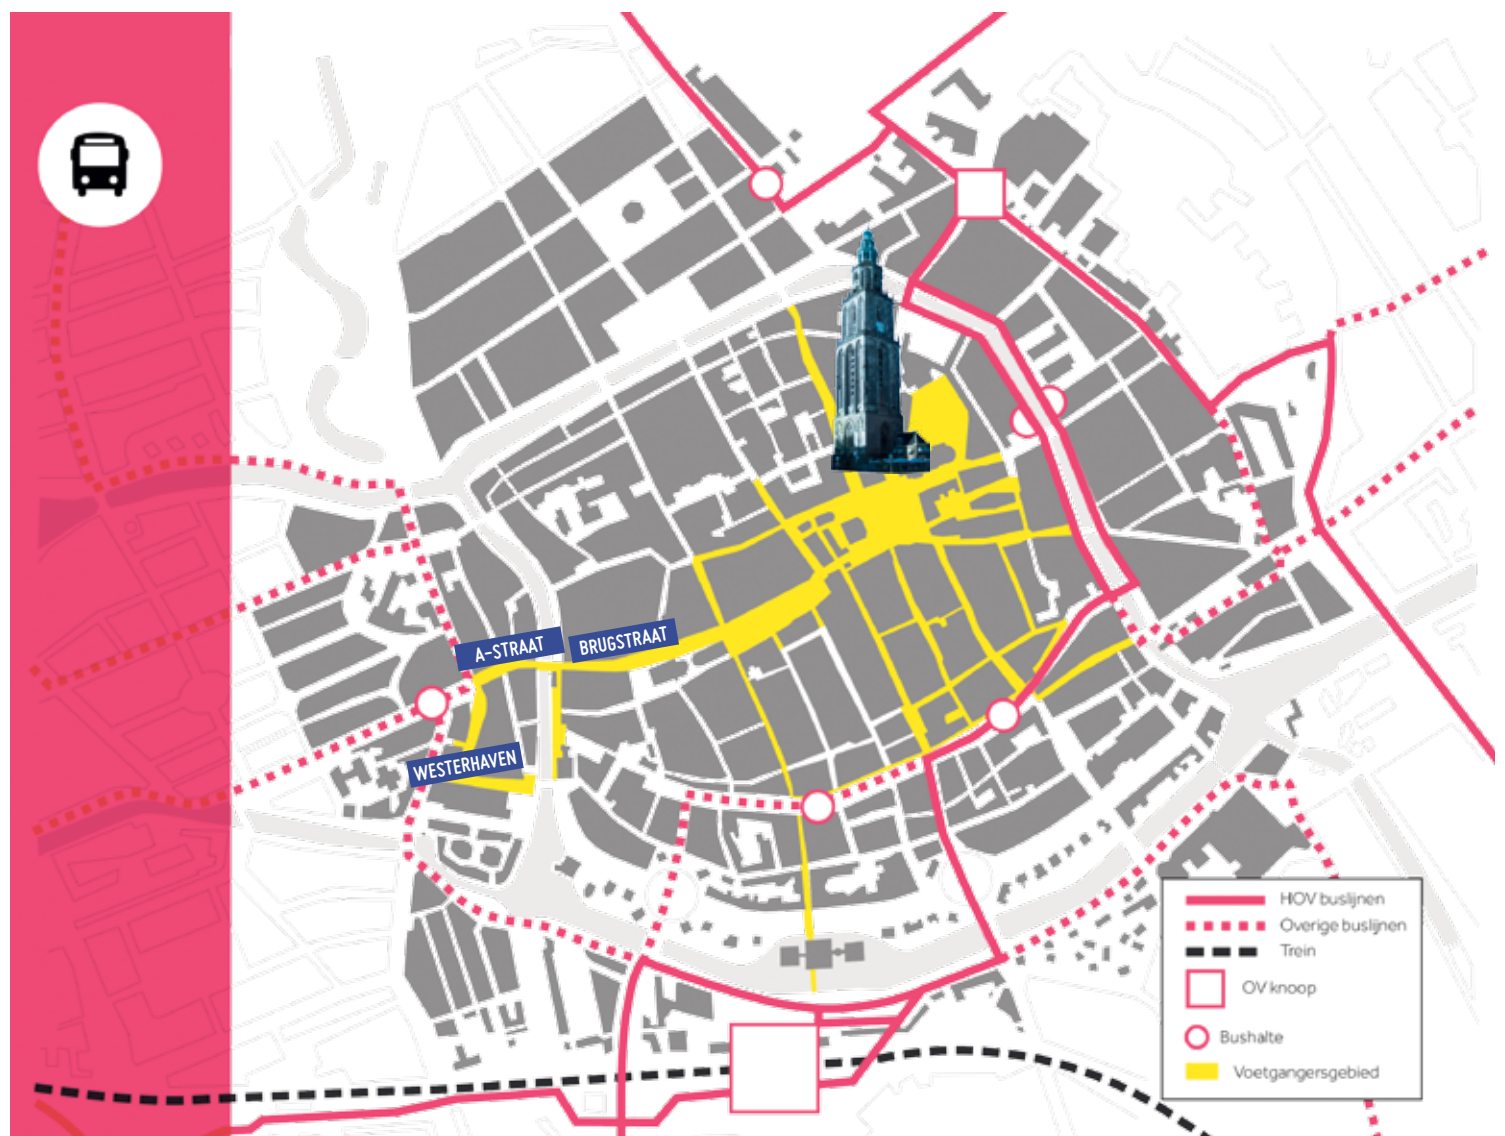 A-STRAAT
BRUGSTRAAT
WESTERHAVEN
HOV buslijnen
Overige buslijnen
Trein
OV knoop
Bushalte
Voetgangersgebied